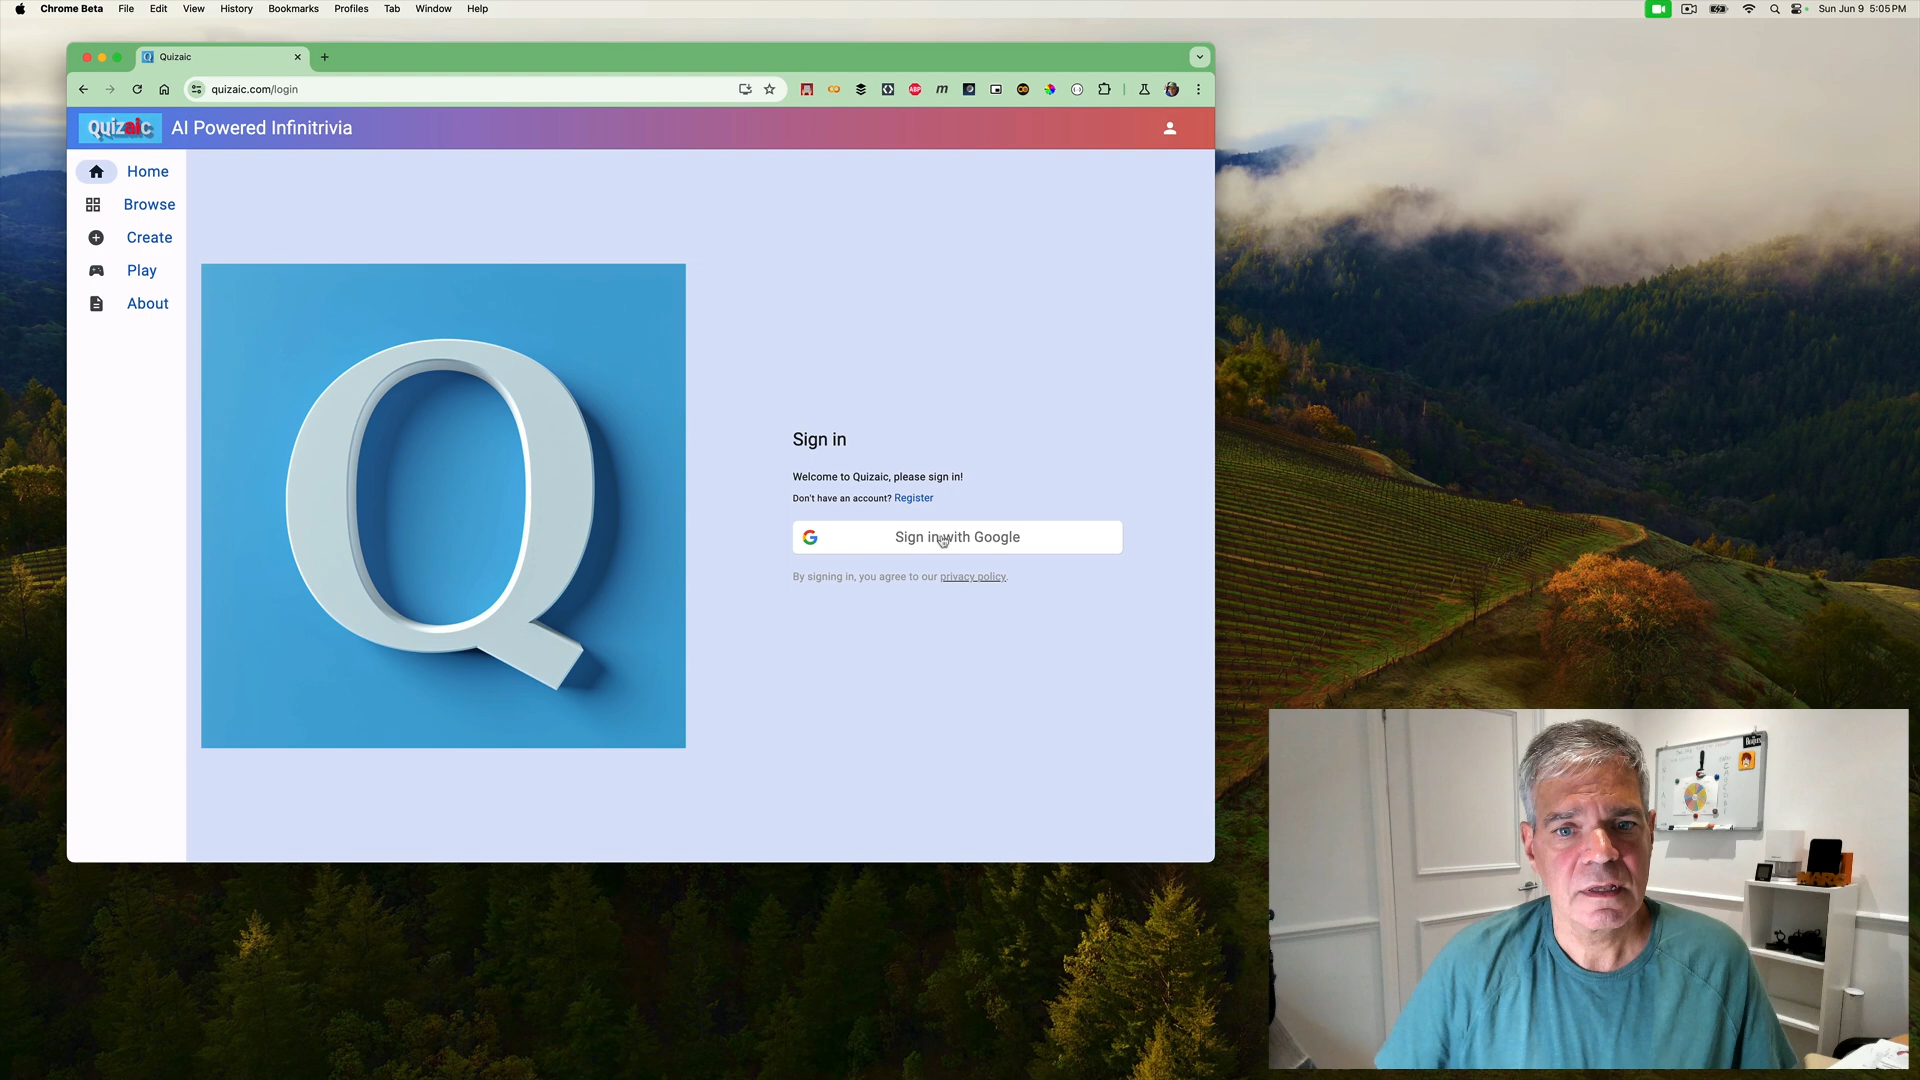 Chrome Beta File Edit View History Bookmarks Profiles Tab Window Help
Sun Jun 9 5:05 PM
Quizaic
quizaic.com/login
ABP
m
Quizaic
AI Powered Infinitrivia
Home
Browse
Create
Play
About
Q
Sign in
Welcome to Quizaic, please sign in!
Don't have an account? Register
Sign in with Google
By signing in, you agree to our privacy policy.